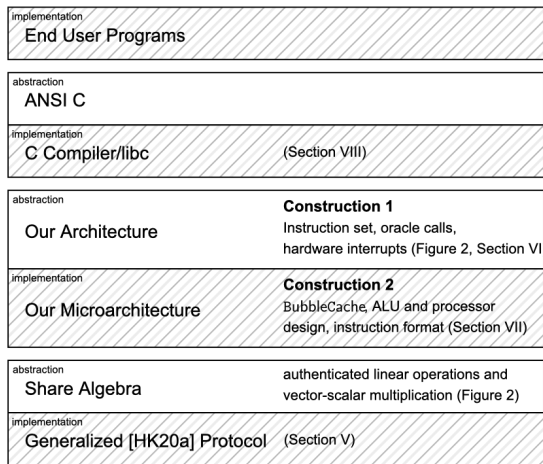 implementation
End User Programs
abstraction
ANSI C
implementation
C Compiler/libc (Section VIII)
abstraction
Construction 1
Our Architecture
Instruction set, oracle calls,
hardware interrupts (Figure 2, Section VI
implementation
Construction 2
Our Microarchitecture
BubbleCache, ALU and processor
design, instruction format (Section VII)
abstraction
Share Algebra
authenticated linear operations and
vector-scalar multiplication (Figure 2)
implementation
Generalized [HK20a] Protocol (Section V)